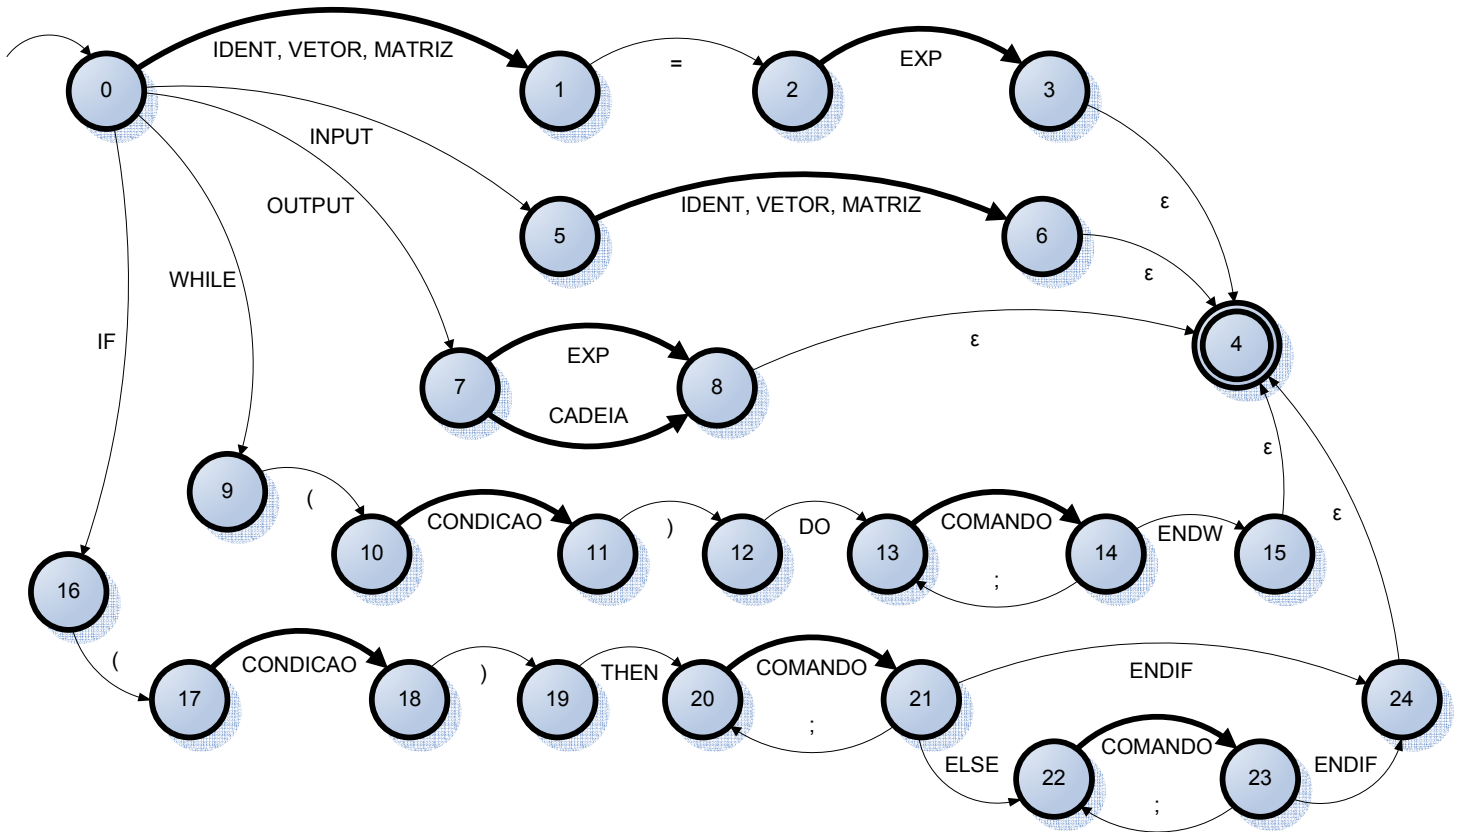 IDENT, VETOR, MATRIZ
EXP
0
1
=
2
3
INPUT
OUTPUT
IDENT, VETOR, MATRIZ
ε
5
6
ε
WHILE
IF
EXP
ε
4
7
8
CADEIA
ε
9
(
CONDICAO
)
DO
COMANDO
ENDW
ε
10
11
12
13
14
15
;
16
(
CONDICAO
)
THEN
COMANDO
ENDIF
17
18
19
20
21
24
;
ELSE
COMANDO
ENDIF
22
23
;